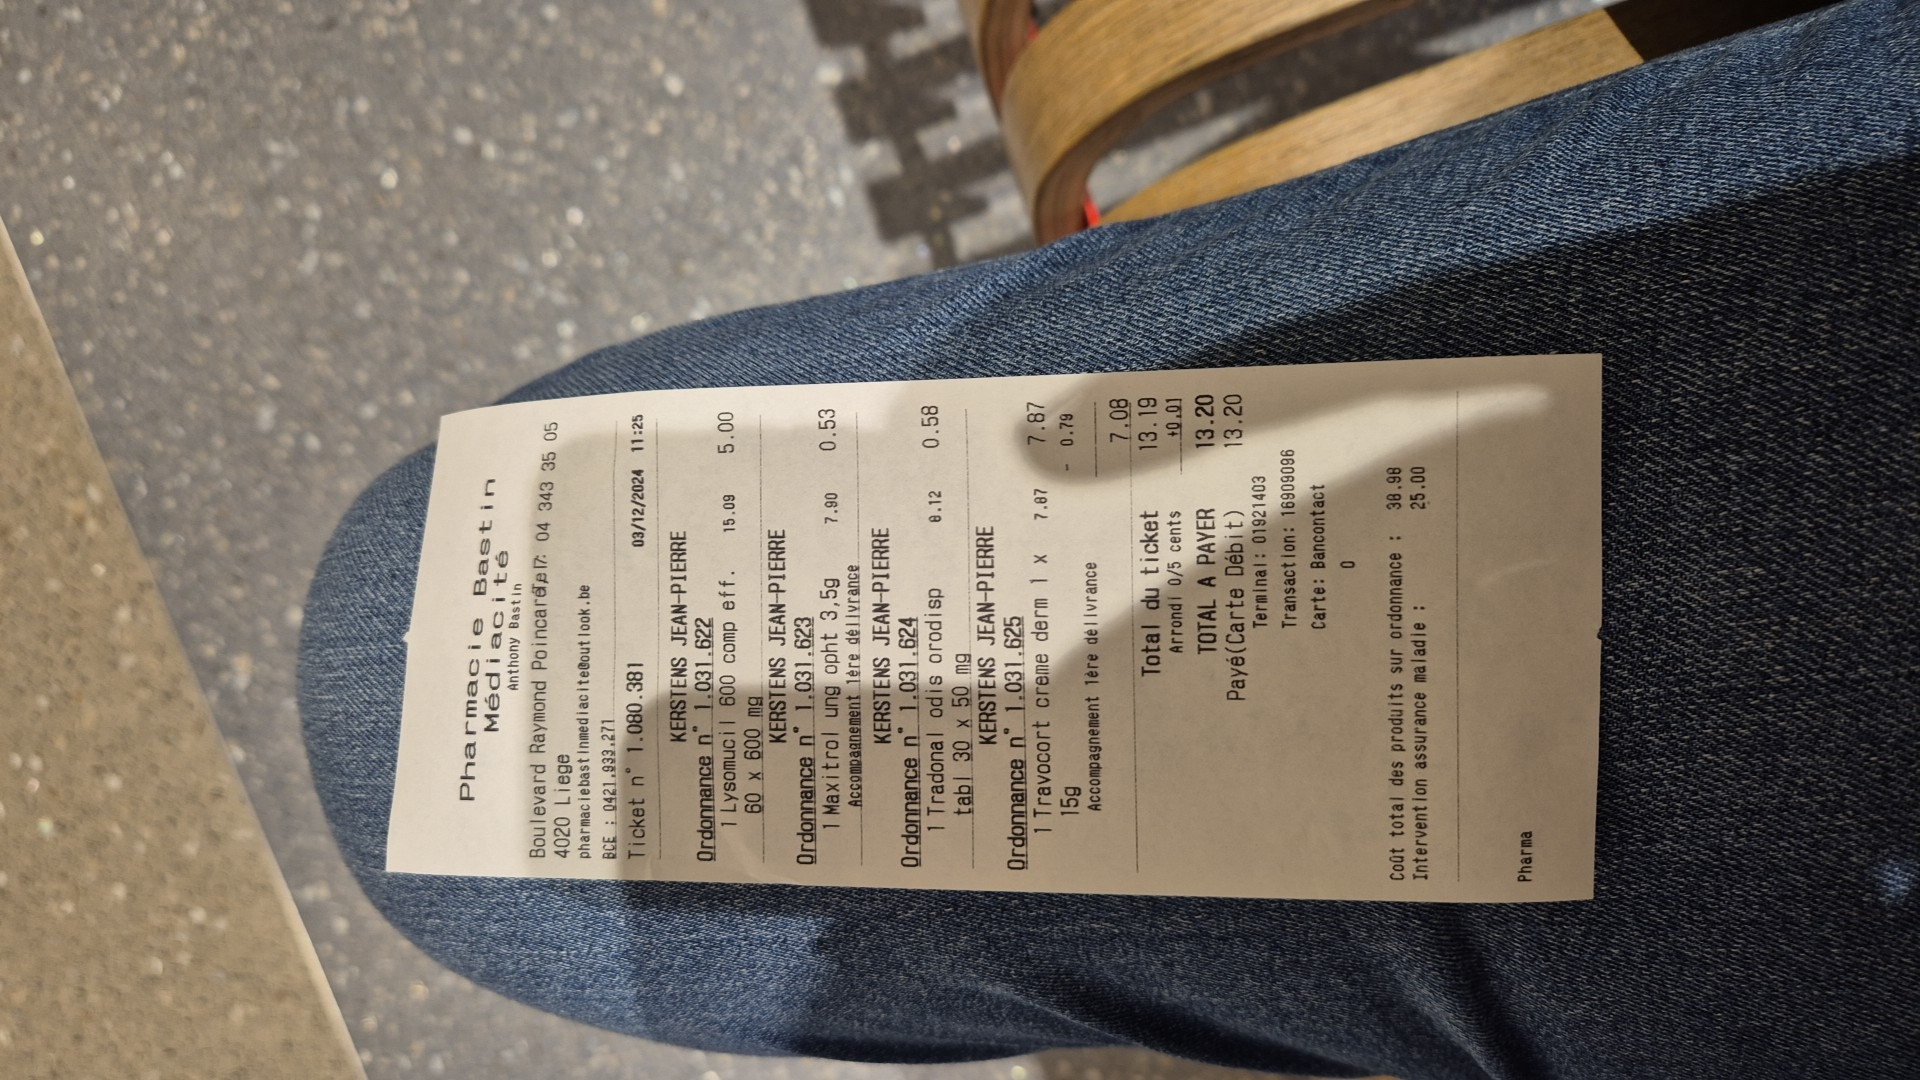 Pharmacie Bastin
Médiacité
Anthony Bastin
Boulevard Raymond Poincaré, 04 343 35 05
4020 Liege
pharmaciebastinmediacite@outlook.be
BCE : 0421.933.271
Ticket n° 1.080.381 03/12/2024 11:25
KERSTENS JEAN-PIERRE
Ordonnance n° 1.031.622
1 Lysomucil 600 comp eff. 15.09 5.00
60 x 600 mg
KERSTENS JEAN-PIERRE
Ordonnance n° 1.031.623
1 Maxitrol ung opht 3,5g 7.90 0.53
Accompagnement 1ère délivrance
KERSTENS JEAN-PIERRE
Ordonnance n° 1.031.624
1 Tradonal odis orodisp 8.12 0.58
tabl 30 x 50 mg
KERSTENS JEAN-PIERRE
Ordonnance n° 1.031.625
1 Travocort creme derm 1 x 7.87 7.87
15g - 0.79
Accompagnement 1ère délivrance
7.08
Total du ticket 13.19
Arrondi 0/5 cents +0.01
TOTAL A PAYER 13.20
Payé(Carte Débit) 13.20
Terminal: 01921403
Transaction: 16909096
Carte: Bancontact
0
Coût total des produits sur ordonnance : 38.98
Intervention assurance maladie : 25.00
Pharma